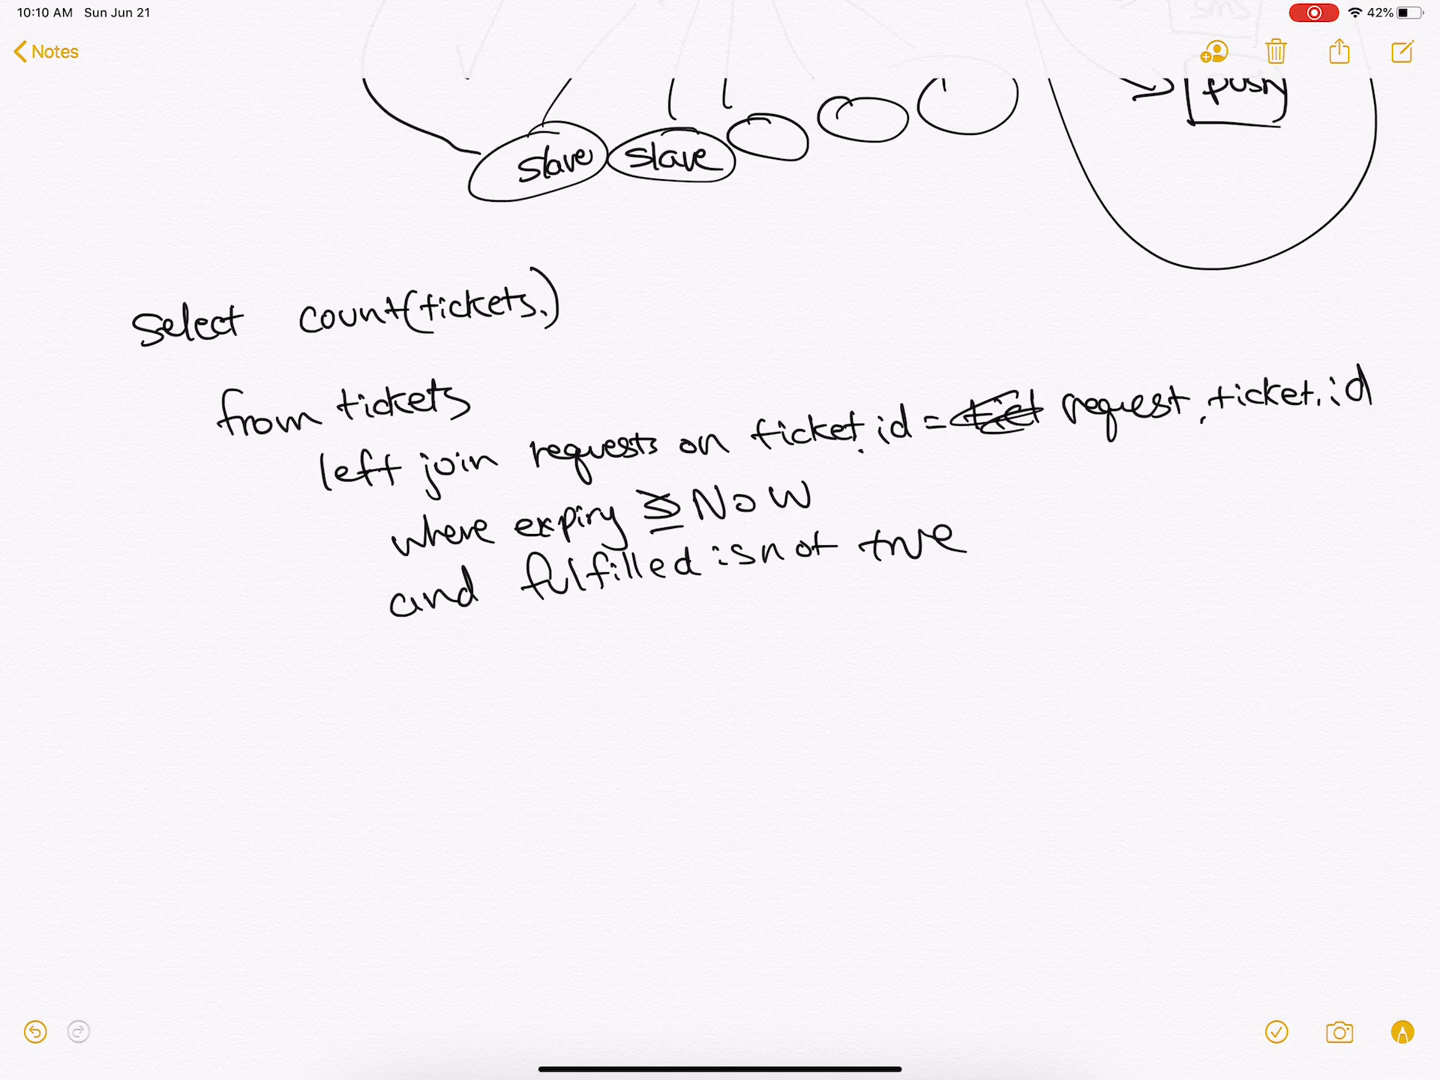 10:10 AM Sun Jun 21
42%
Notes
sms
push
slave slave
Select count(tickets.)
from tickets
left join requests on ticket.id = request.ticket.id
where expiry NOW
and fulfilled is not true